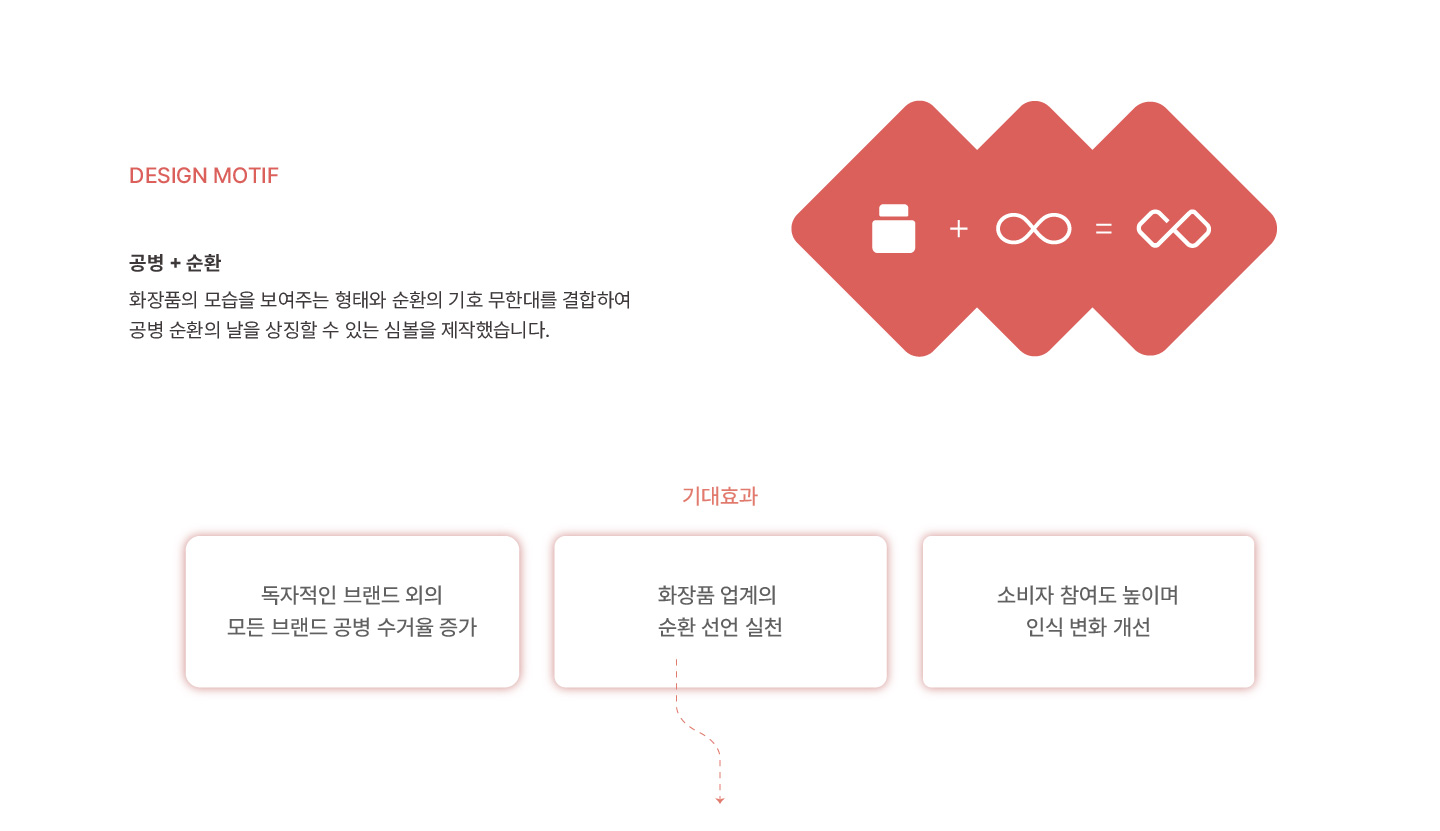 DESIGN MOTIF
공병 + 순환
화장품의 모습을 보여주는 형태와 순환의 기호 무한대를 결합하여
공병 순환의 날을 상징할 수 있는 심볼을 제작했습니다.
+ =
기대효과
독자적인 브랜드 외의
모든 브랜드 공병 수거율 증가
화장품 업계의
순환 선언 실천
소비자 참여도 높이며
인식 변화 개선